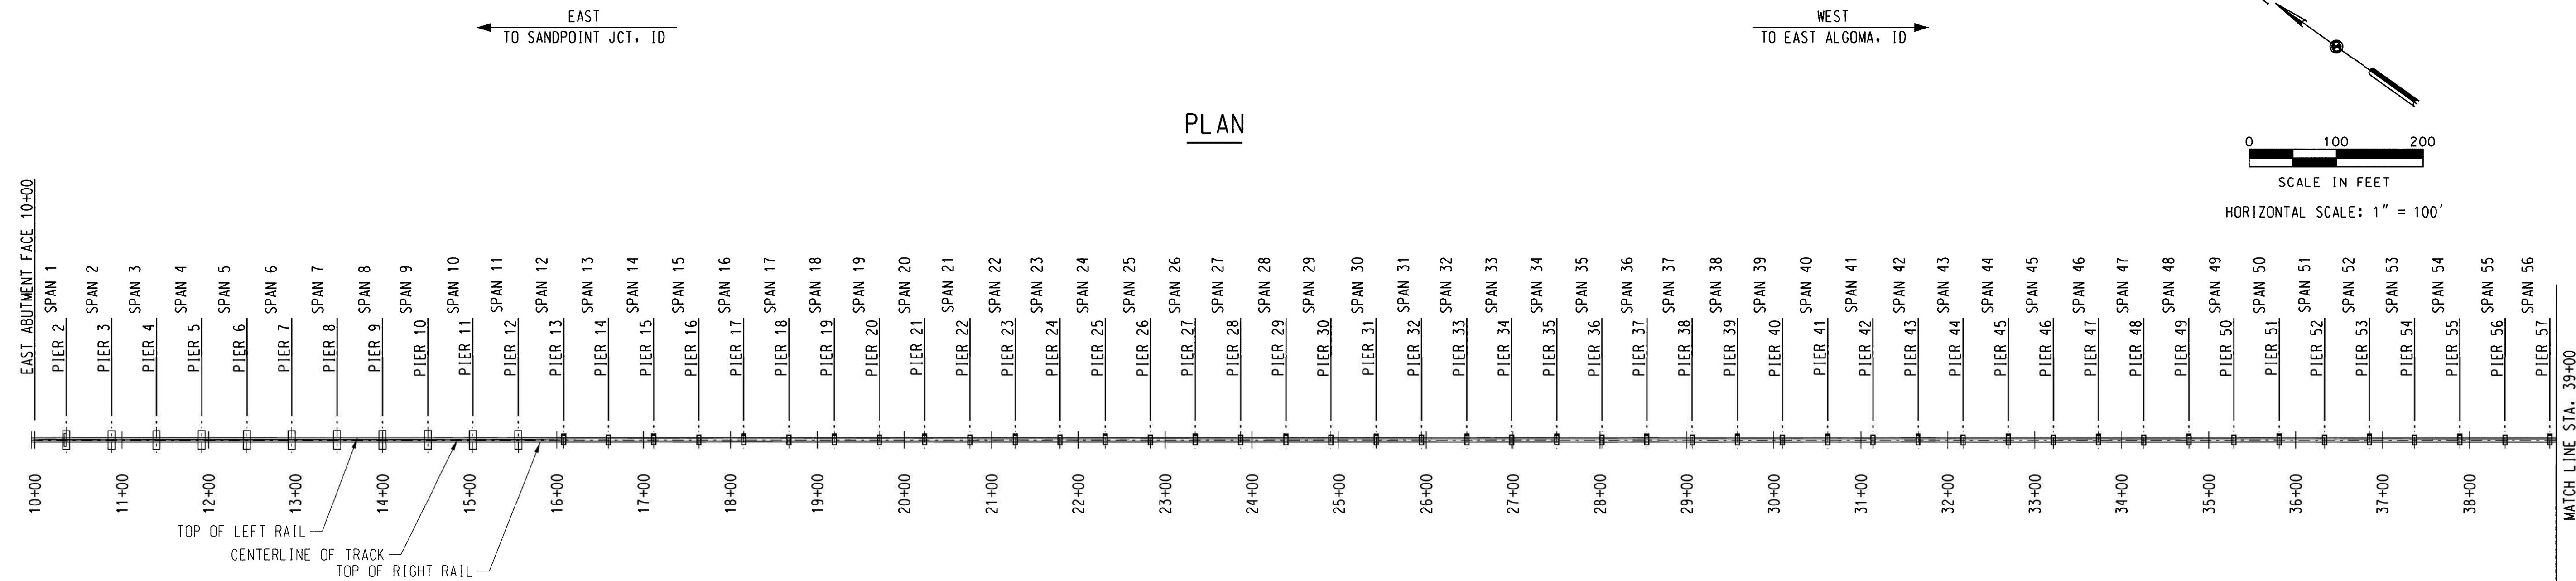 EAST
TO SANDPOINT JCT, ID
WEST
TO EAST ALGOMA, ID
PLAN
0 100 200
SCALE IN FEET
HORIZONTAL SCALE: 1" = 100'
EAST ABUTMENT FACE 10+00
SPAN 1
SPAN 2
SPAN 3
SPAN 4
SPAN 5
SPAN 6
SPAN 7
SPAN 8
SPAN 9
SPAN 10
SPAN 11
SPAN 12
SPAN 13
SPAN 14
SPAN 15
SPAN 16
SPAN 17
SPAN 18
SPAN 19
SPAN 20
SPAN 21
SPAN 22
SPAN 23
SPAN 24
SPAN 25
SPAN 26
SPAN 27
SPAN 28
SPAN 29
SPAN 30
SPAN 31
SPAN 32
SPAN 33
SPAN 34
SPAN 35
SPAN 36
SPAN 37
SPAN 38
SPAN 39
SPAN 40
SPAN 41
SPAN 42
SPAN 43
SPAN 44
SPAN 45
SPAN 46
SPAN 47
SPAN 48
SPAN 49
SPAN 50
SPAN 51
SPAN 52
SPAN 53
SPAN 54
SPAN 55
SPAN 56
PIER 2
PIER 3
PIER 4
PIER 5
PIER 6
PIER 7
PIER 8
PIER 9
PIER 10
PIER 11
PIER 12
PIER 13
PIER 14
PIER 15
PIER 16
PIER 17
PIER 18
PIER 19
PIER 20
PIER 21
PIER 22
PIER 23
PIER 24
PIER 25
PIER 26
PIER 27
PIER 28
PIER 29
PIER 30
PIER 31
PIER 32
PIER 33
PIER 34
PIER 35
PIER 36
PIER 37
PIER 38
PIER 39
PIER 40
PIER 41
PIER 42
PIER 43
PIER 44
PIER 45
PIER 46
PIER 47
PIER 48
PIER 49
PIER 50
PIER 51
PIER 52
PIER 53
PIER 54
PIER 55
PIER 56
PIER 57
MATCH LINE STA. 39+00
10+00
11+00
12+00
13+00
14+00
15+00
16+00
17+00
18+00
19+00
20+00
21+00
22+00
23+00
24+00
25+00
26+00
27+00
28+00
29+00
30+00
31+00
32+00
33+00
34+00
35+00
36+00
37+00
38+00
TOP OF LEFT RAIL
CENTERLINE OF TRACK
TOP OF RIGHT RAIL